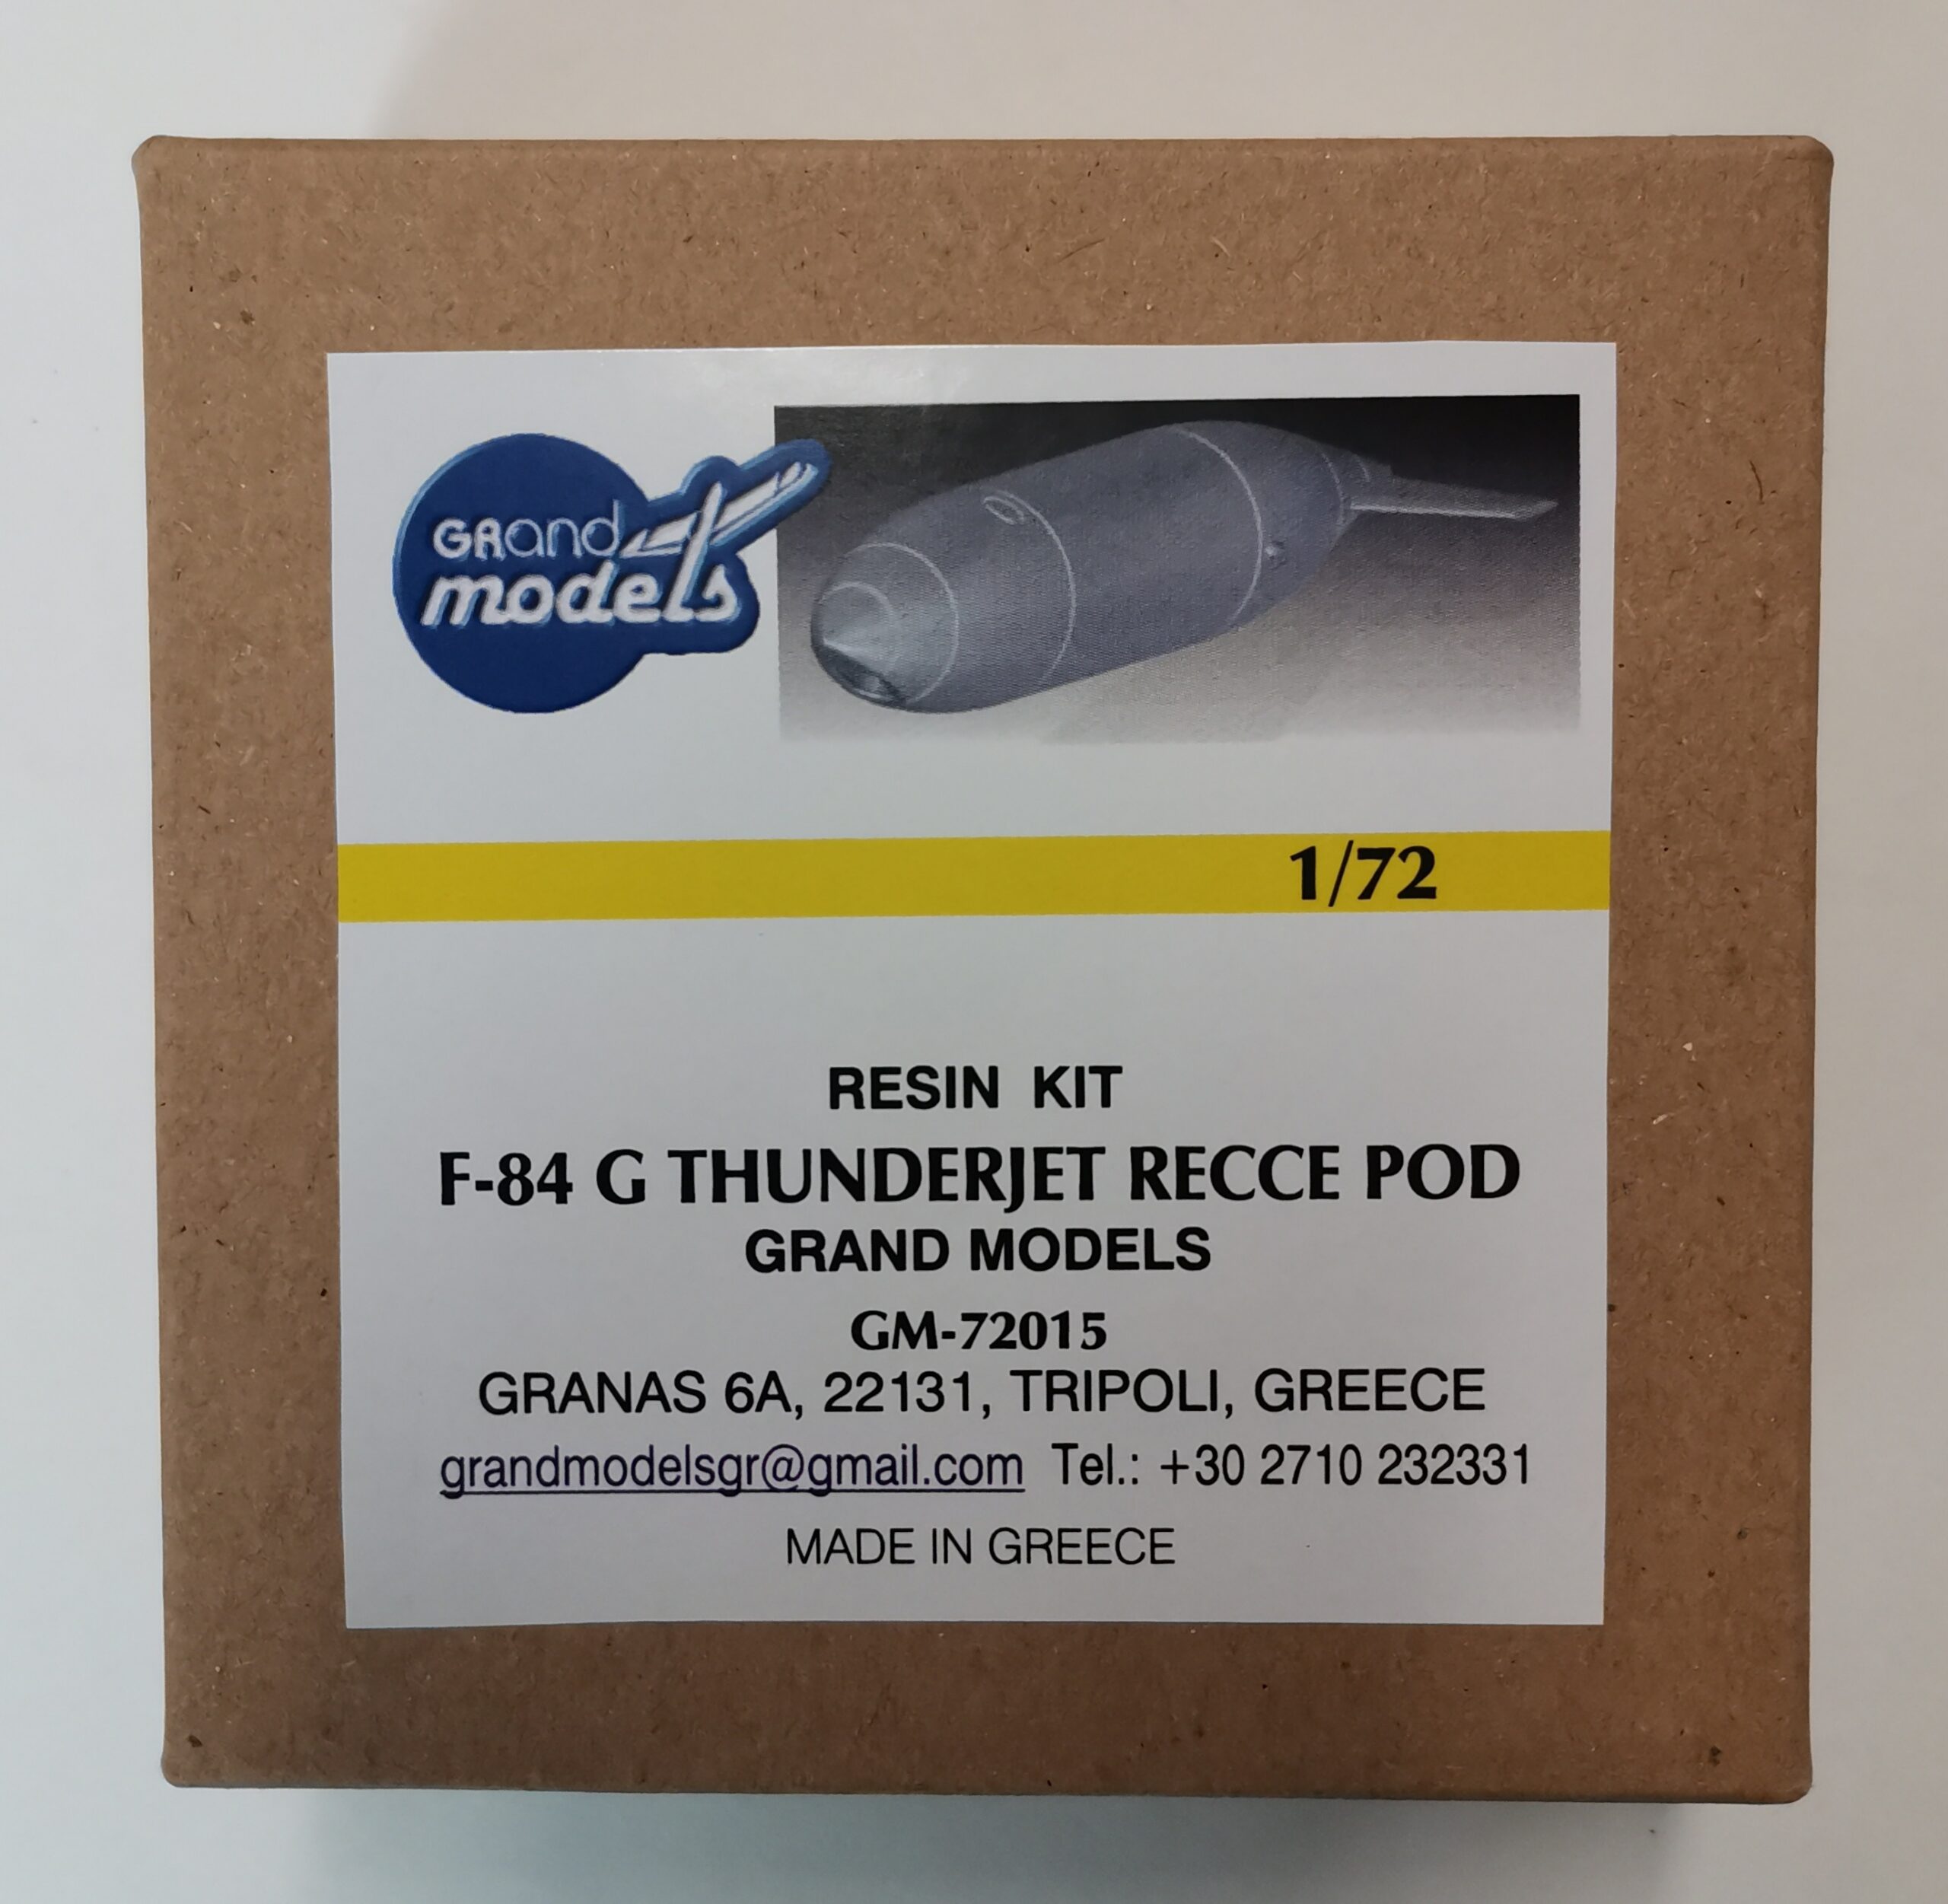 GRand
models
1/72
RESIN KIT
F-84 G THUNDERJET RECCE POD
GRAND MODELS
GM-72015
GRANAS 6A, 22131, TRIPOLI, GREECE
grandmodelsgr@gmail.com Tel.: +30 2710 232331
MADE IN GREECE